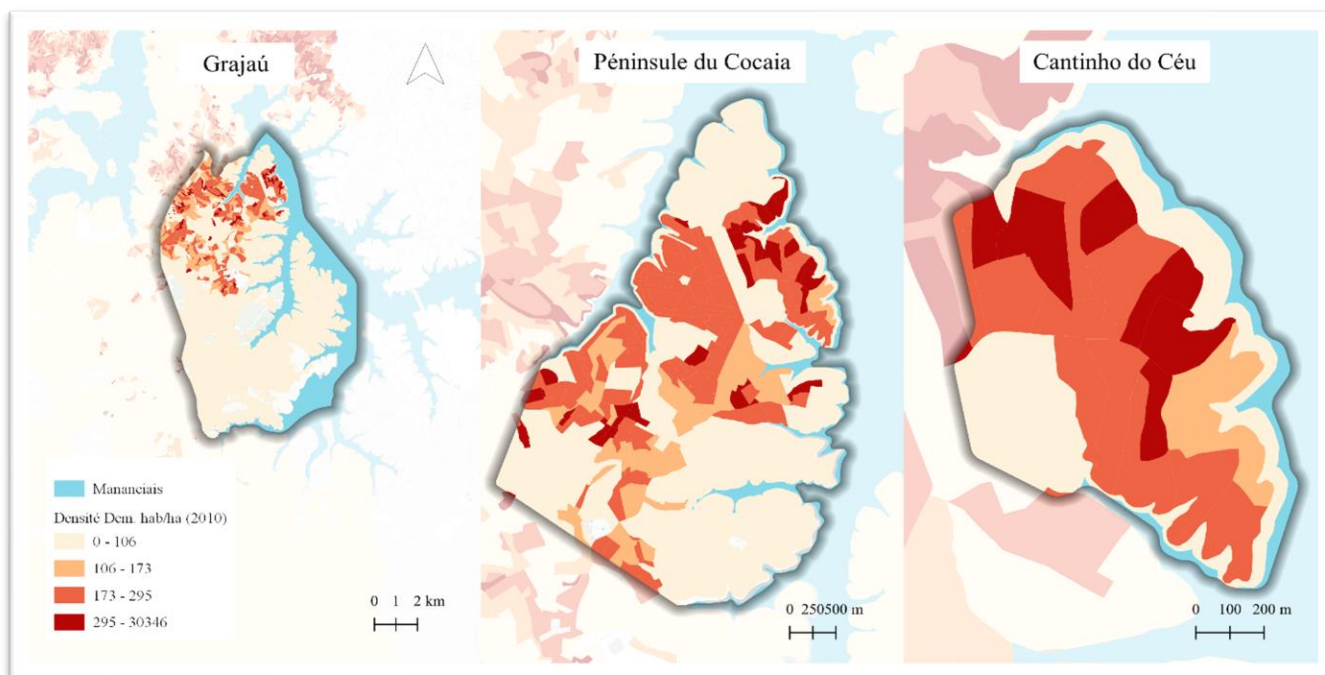 Grajaú
Péninsule du Cocaia
Cantinho do Céu
Mananciais
Densité Dem. hab/ha (2010)
0 - 106
106 - 173
173 - 295
295 - 30346
0 1 2 km
0 250500 m
0 100 200 m